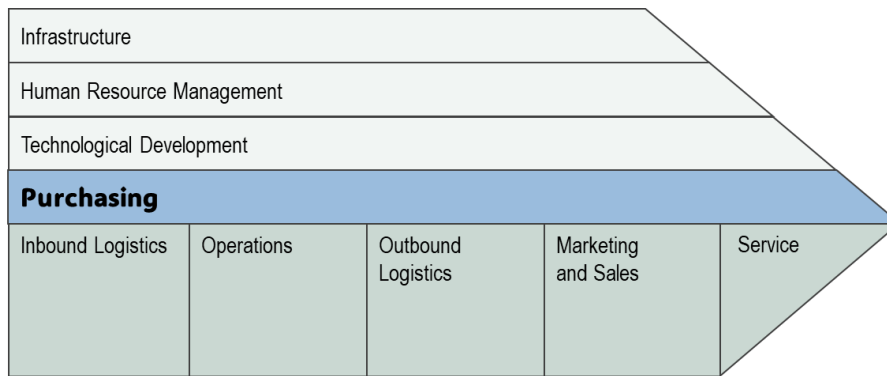 Infrastructure
Human Resource Management
Technological Development
Purchasing
Inbound Logistics
Operations
Outbound
Logistics
Marketing
and Sales
Service